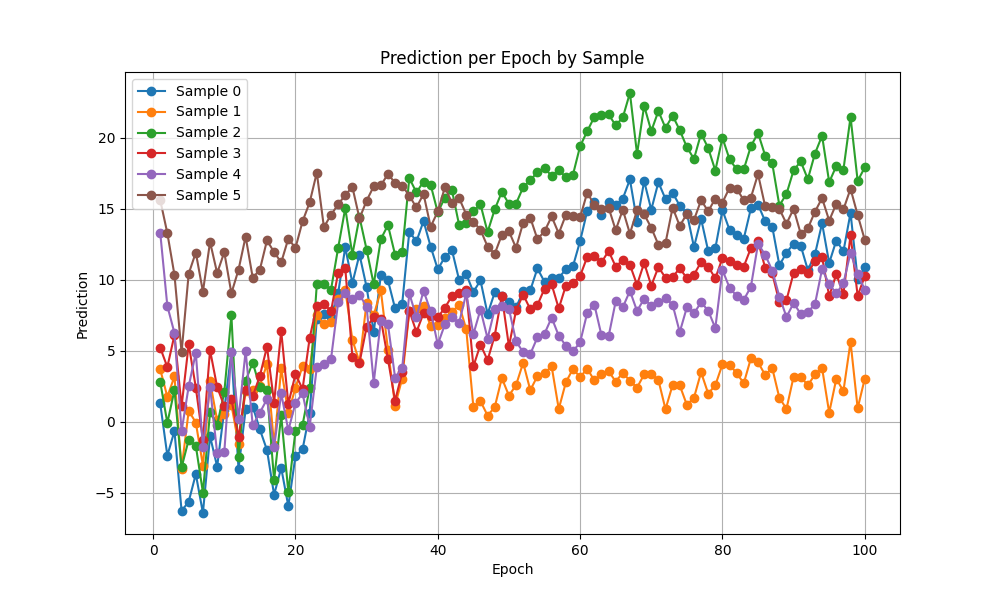 Prediction per Epoch by Sample
Sample 0
Sample 1
Sample 2
Sample 3
Sample 4
Sample 5
Prediction
20
15
10
5
0
−5
0 20 40 60 80 100
Epoch